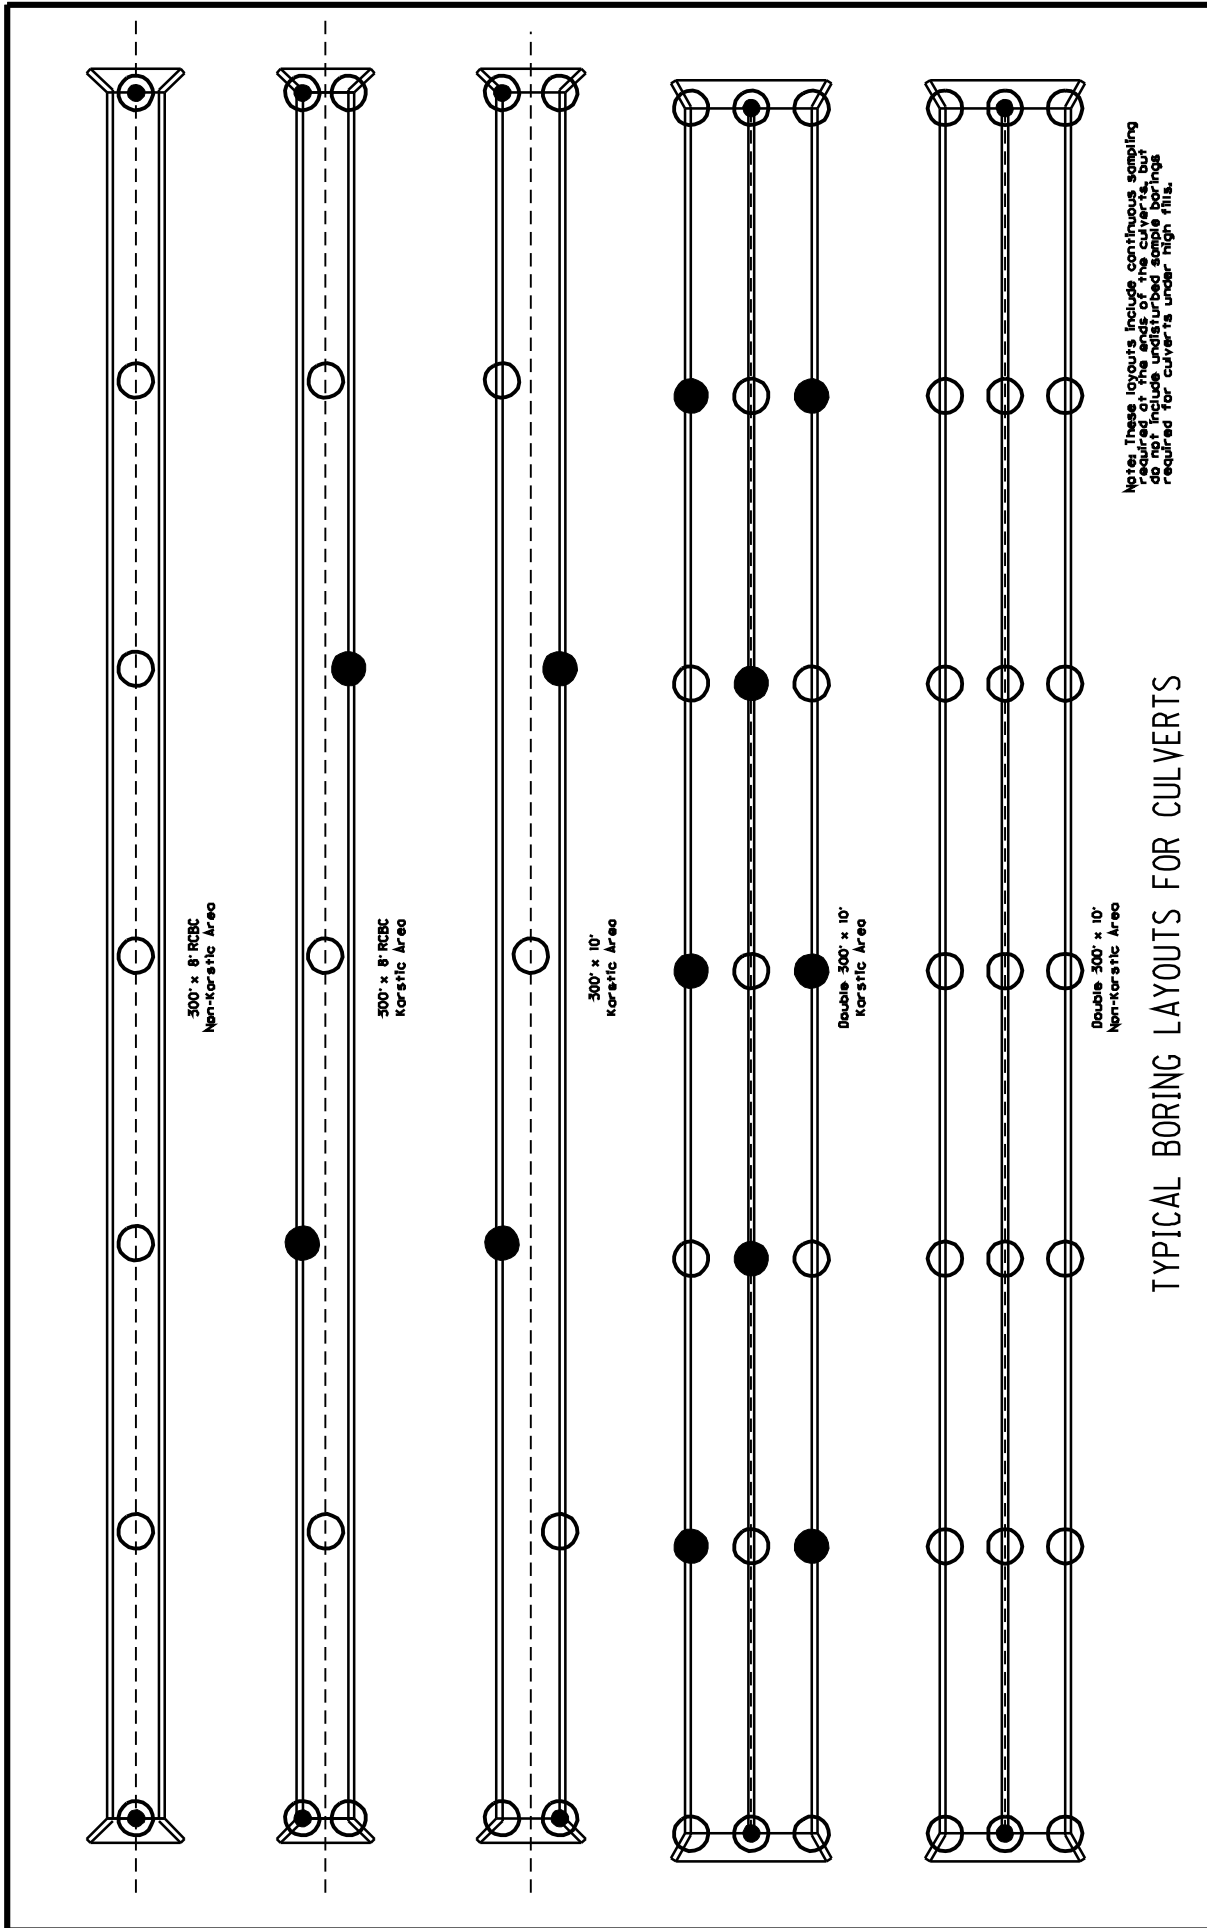 300' x 8' RCBC
Non-Karstic Area
300' x 8' RCBC
Karstic Area
300' x 10'
Karstic Area
Double 300' x 10'
Karstic Area
Double 300' x 10'
Non-Karstic Area
Note: These layouts include continuous sampling
required at the ends of the culverts, but
do not include undisturbed sample borings
required for culverts under high fills.
TYPICAL BORING LAYOUTS FOR CULVERTS